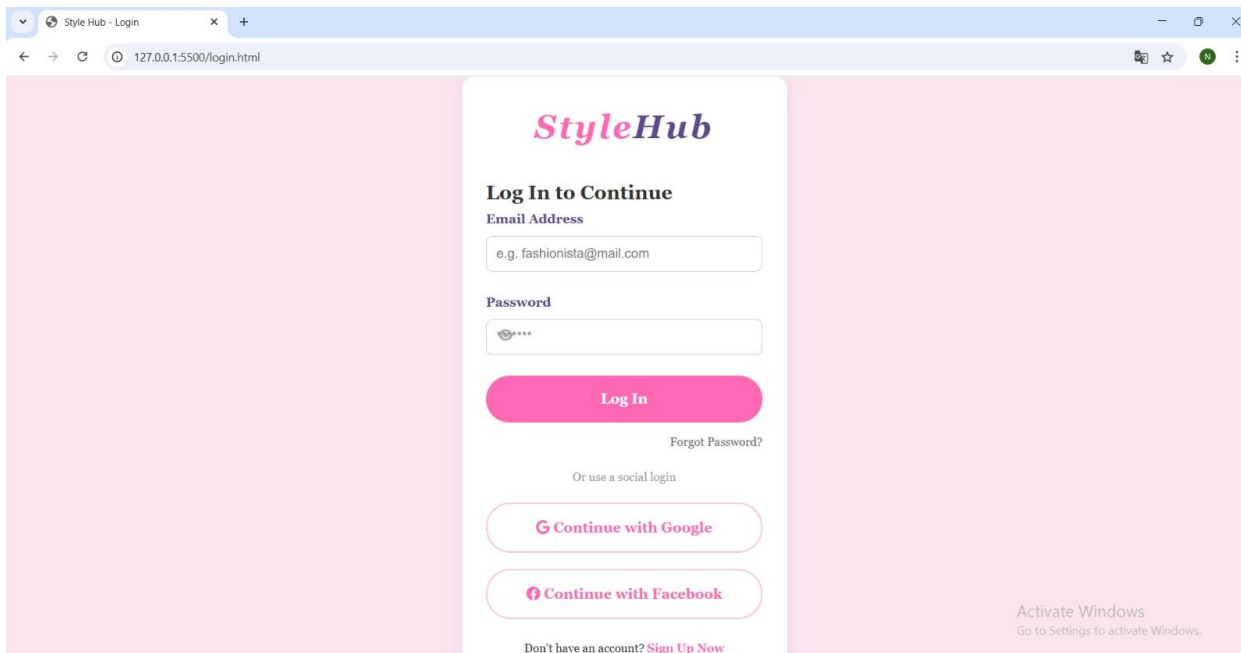 Style Hub - Login
127.0.0.1:5500/login.html
N
StyleHub
Log In to Continue
Email Address
e.g. fashionista@mail.com
Password
****
Log In
Forgot Password?
Or use a social login
G Continue with Google
Continue with Facebook
Don't have an account? Sign Up Now
Activate Windows
Go to Settings to activate Windows.